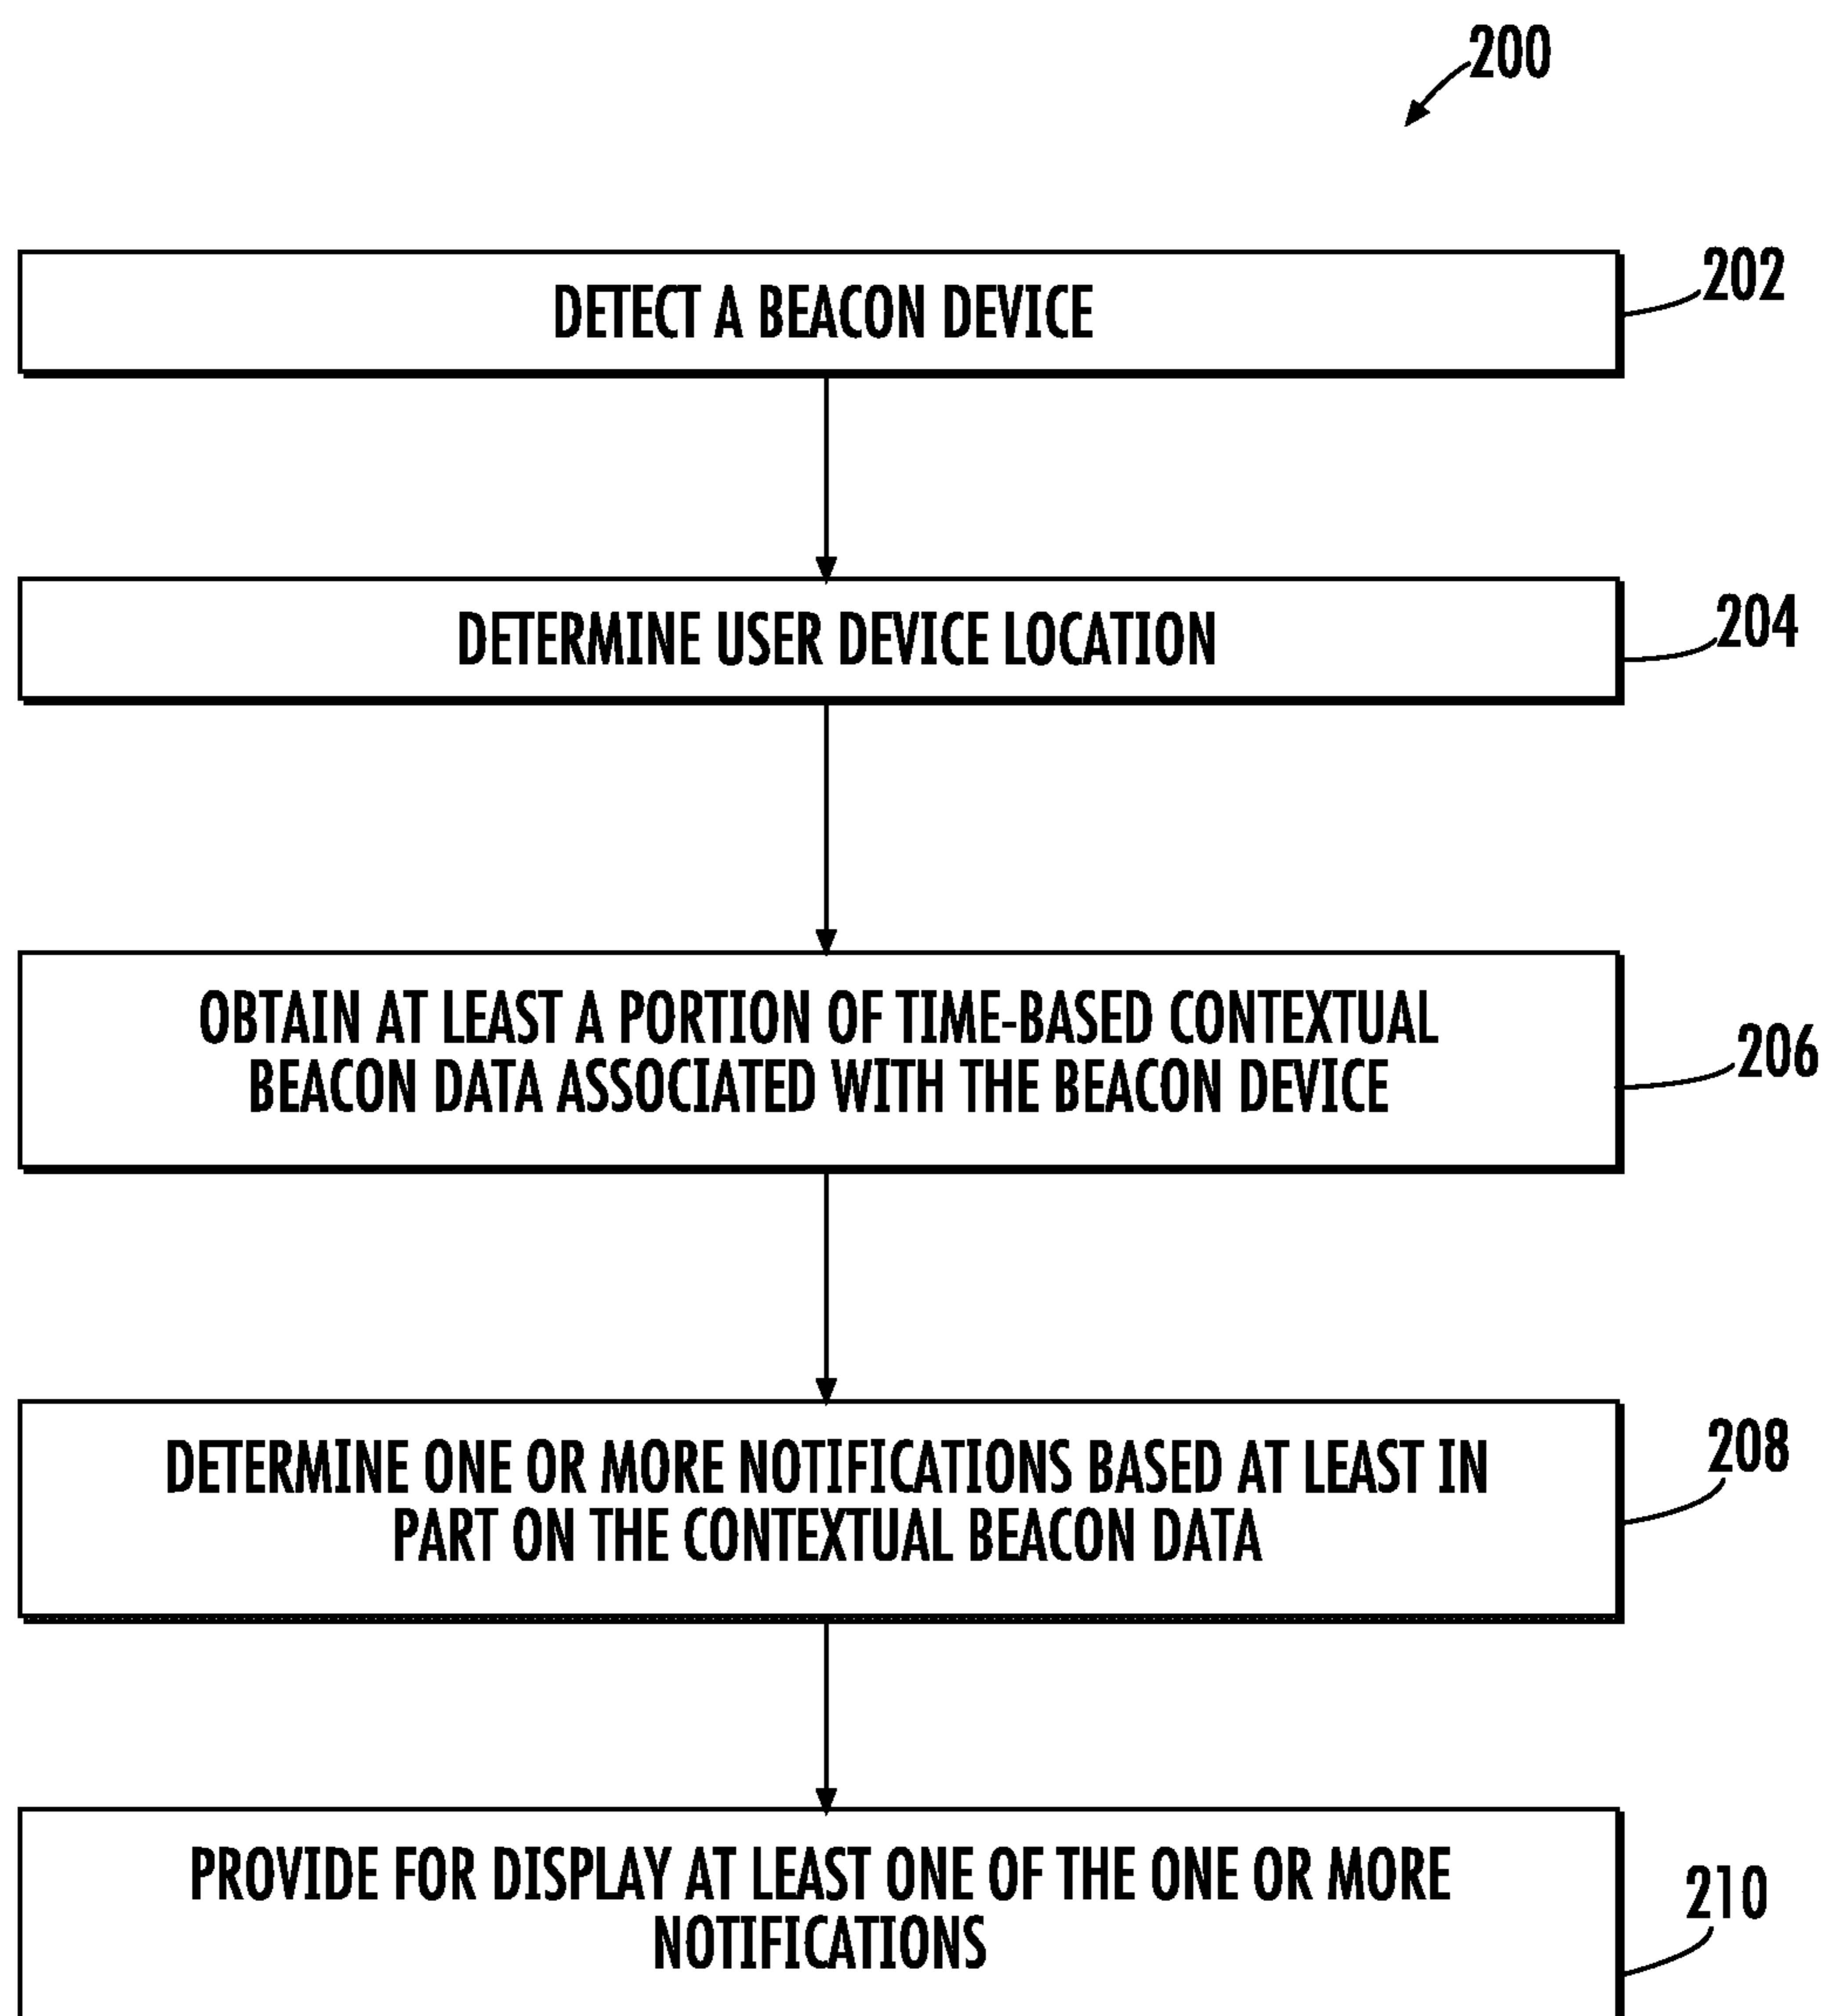 200
DETECT A BEACON DEVICE
202
DETERMINE USER DEVICE LOCATION
204
OBTAIN AT LEAST A PORTION OF TIME-BASED CONTEXTUAL
BEACON DATA ASSOCIATED WITH THE BEACON DEVICE
206
DETERMINE ONE OR MORE NOTIFICATIONS BASED AT LEAST IN
PART ON THE CONTEXTUAL BEACON DATA
208
PROVIDE FOR DISPLAY AT LEAST ONE OF THE ONE OR MORE
NOTIFICATIONS
210